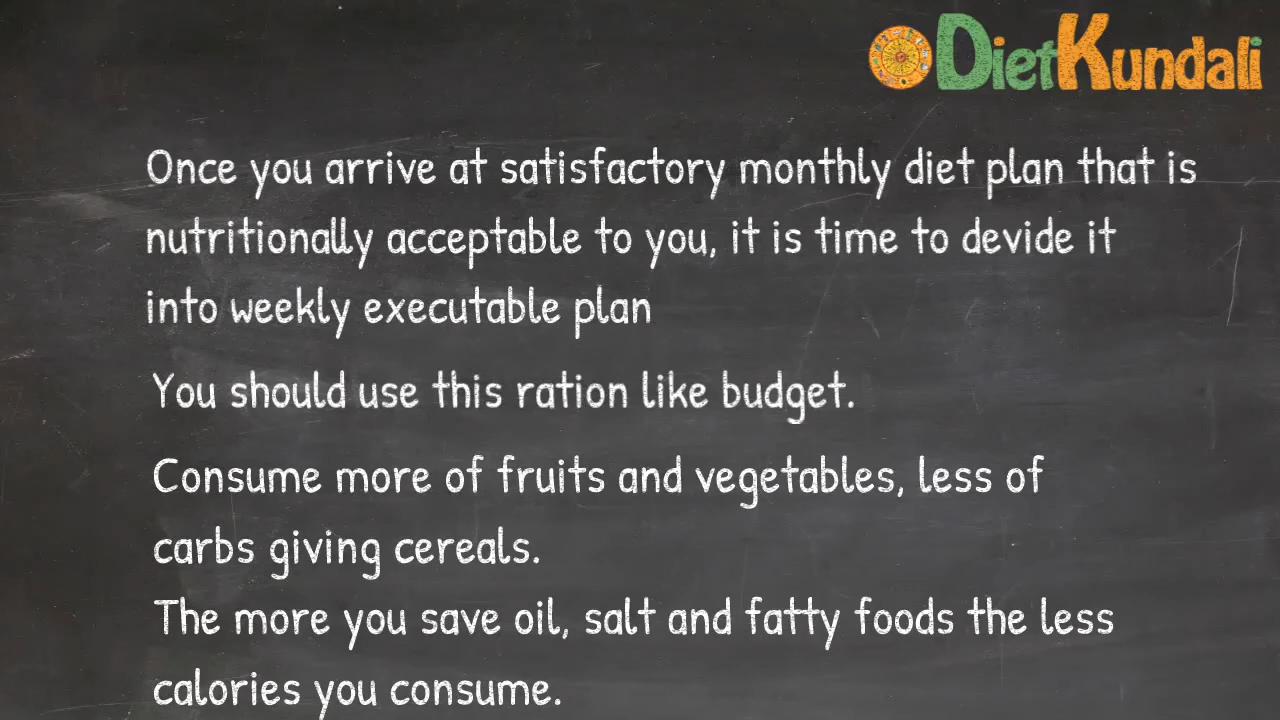 DietKundali
Once you arrive at satisfactory monthly diet plan that is
nutritionally acceptable to you, it is time to devide it
into weekly executable plan
You should use this ration like budget.
Consume more of fruits and vegetables, less of
carbs giving cereals.
The more you save oil, salt and fatty foods the less
calories you consume.